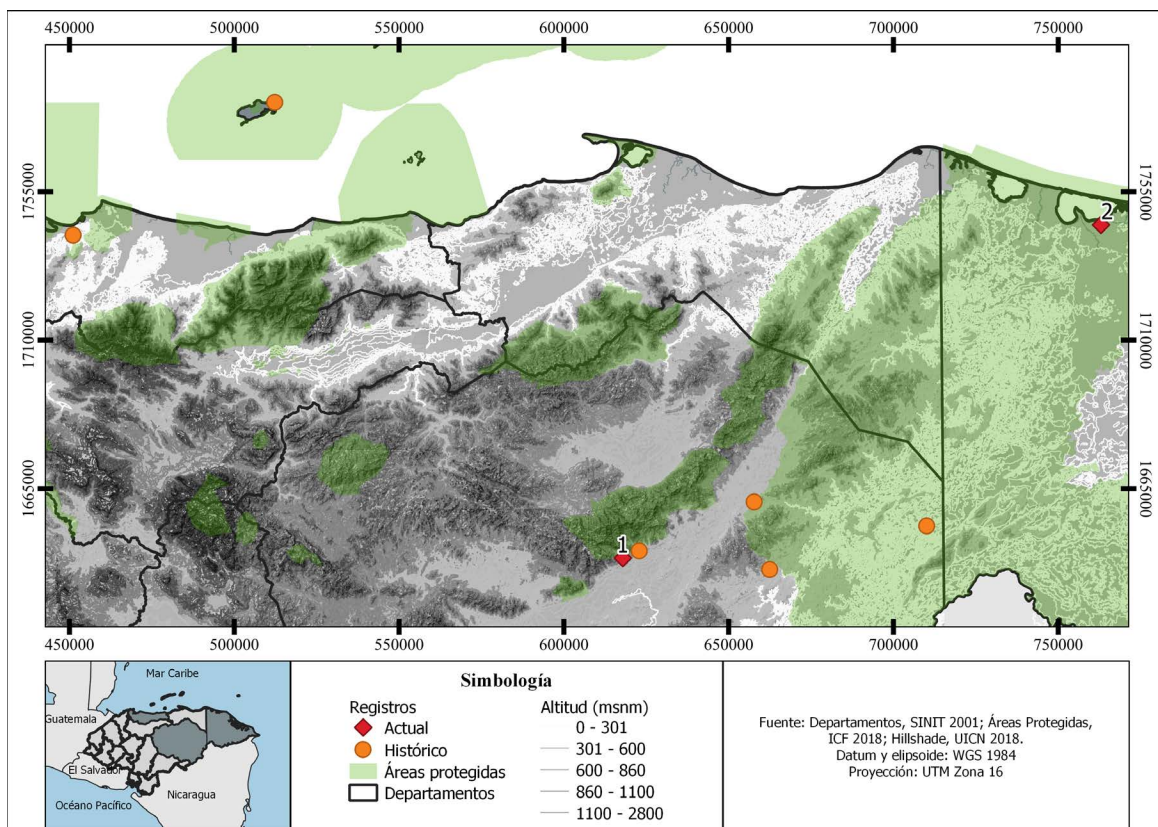 450000 500000 550000 600000 650000 700000 750000
1755000 1755000
2
1710000 1710000
1665000 1665000
1
450000 500000 550000 600000 650000 700000 750000
Mar Caribe
Guatemala
El Salvador
Nicaragua
Océano Pacífico
Simbología
Registros
Actual
Histórico
Áreas protegidas
Departamentos
Altitud (msnm)
0 - 301
301 - 600
600 - 860
860 - 1100
1100 - 2800
Fuente: Departamentos, SINIT 2001; Áreas Protegidas,
ICF 2018; Hillshade, UICN 2018.
Datum y elipsoide: WGS 1984
Proyección: UTM Zona 16